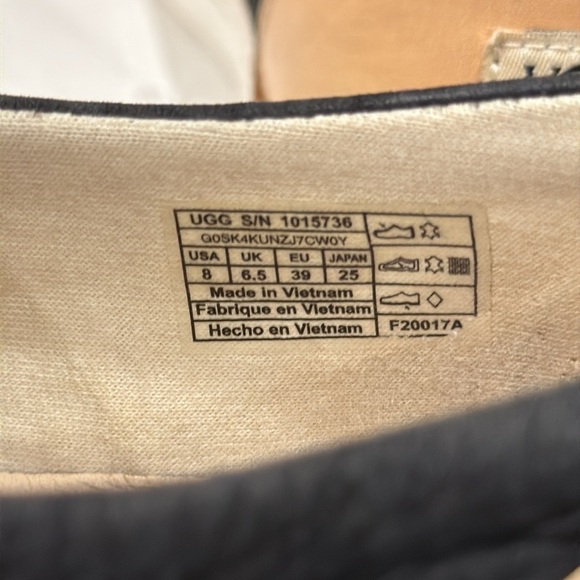 UGG S/N 1015736
G0SK4KUNZJ7CW0Y
USA UK EU JAPAN
8 6.5 39 25
Made in Vietnam
Fabrique en Vietnam
Hecho en Vietnam
F20017A